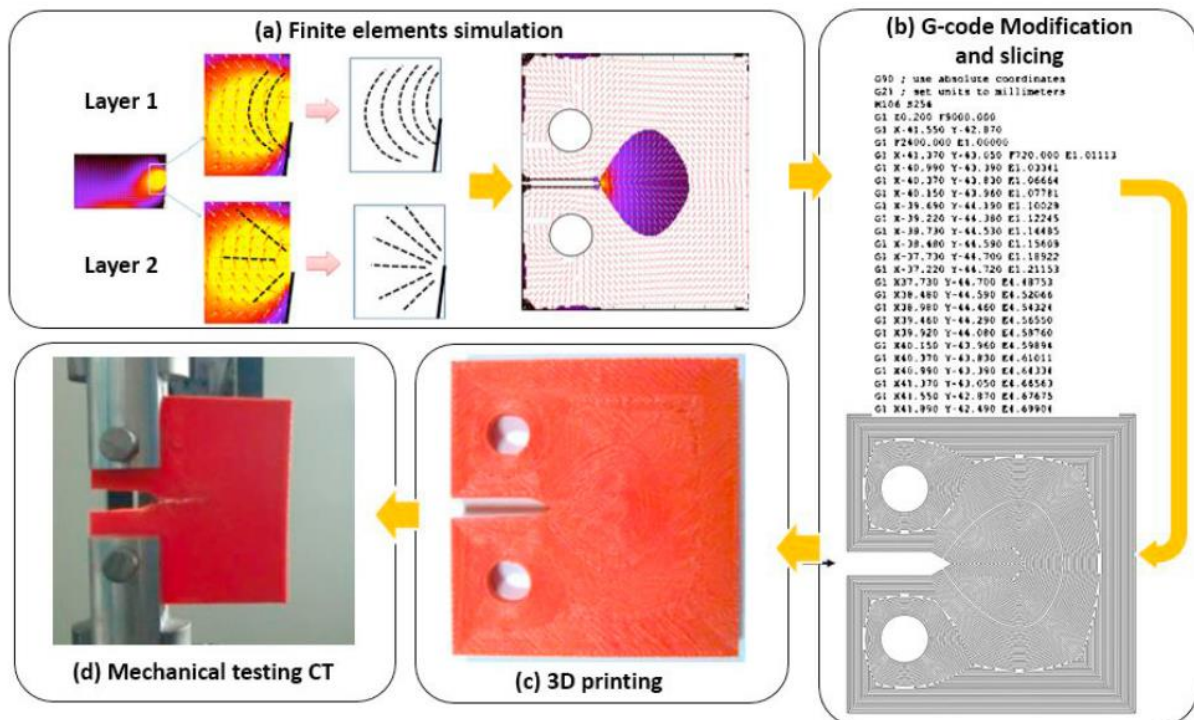 (a) Finite elements simulation
Layer 1
Layer 2
(b) G-code Modification
and slicing
G90 ; use absolute coordinates
G21 ; set units to millimeters
M106 S254
G1 Z0.200 F9000.000
G1 X-41.550 Y-42.870
G1 F2400.000 E1.00000
G1 X-41.370 Y-43.050 F720.000 E1.01113
G1 X-40.990 Y-43.390 E1.03341
G1 X-40.370 Y-43.830 E1.06664
G1 X-40.150 Y-43.960 E1.07781
G1 X-39.690 Y-44.190 E1.10029
G1 X-39.220 Y-44.380 E1.12245
G1 X-38.730 Y-44.530 E1.14485
G1 X-38.480 Y-44.590 E1.15609
G1 X-37.730 Y-44.700 E1.18922
G1 X-37.220 Y-44.720 E1.21153
G1 X37.730 Y-44.700 E4.48753
G1 X38.480 Y-44.590 E4.52066
G1 X38.980 Y-44.460 E4.54324
G1 X39.460 Y-44.290 E4.56550
G1 X39.920 Y-44.080 E4.58760
G1 X40.150 Y-43.960 E4.59894
G1 X40.370 Y-43.830 E4.61011
G1 X40.990 Y-43.390 E4.64334
G1 X41.370 Y-43.050 E4.66563
G1 X41.550 Y-42.870 E4.67675
G1 X41.890 Y-42.490 E4.69904
(c) 3D printing
(d) Mechanical testing CT